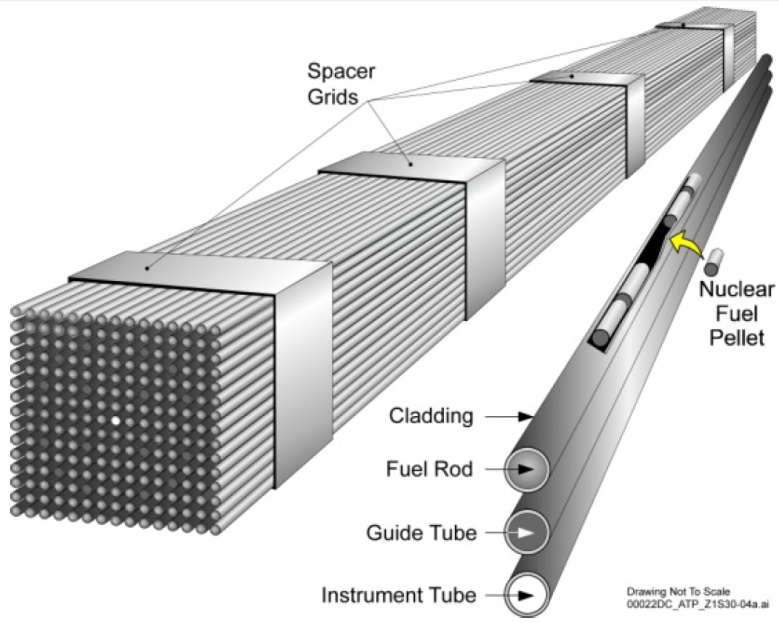 Spacer
Grids
Nuclear
Fuel
Pellet
Cladding
Fuel Rod
Guide Tube
Instrument Tube
Drawing Not To Scale
00022DC_ATP_Z1S30-04a.ai